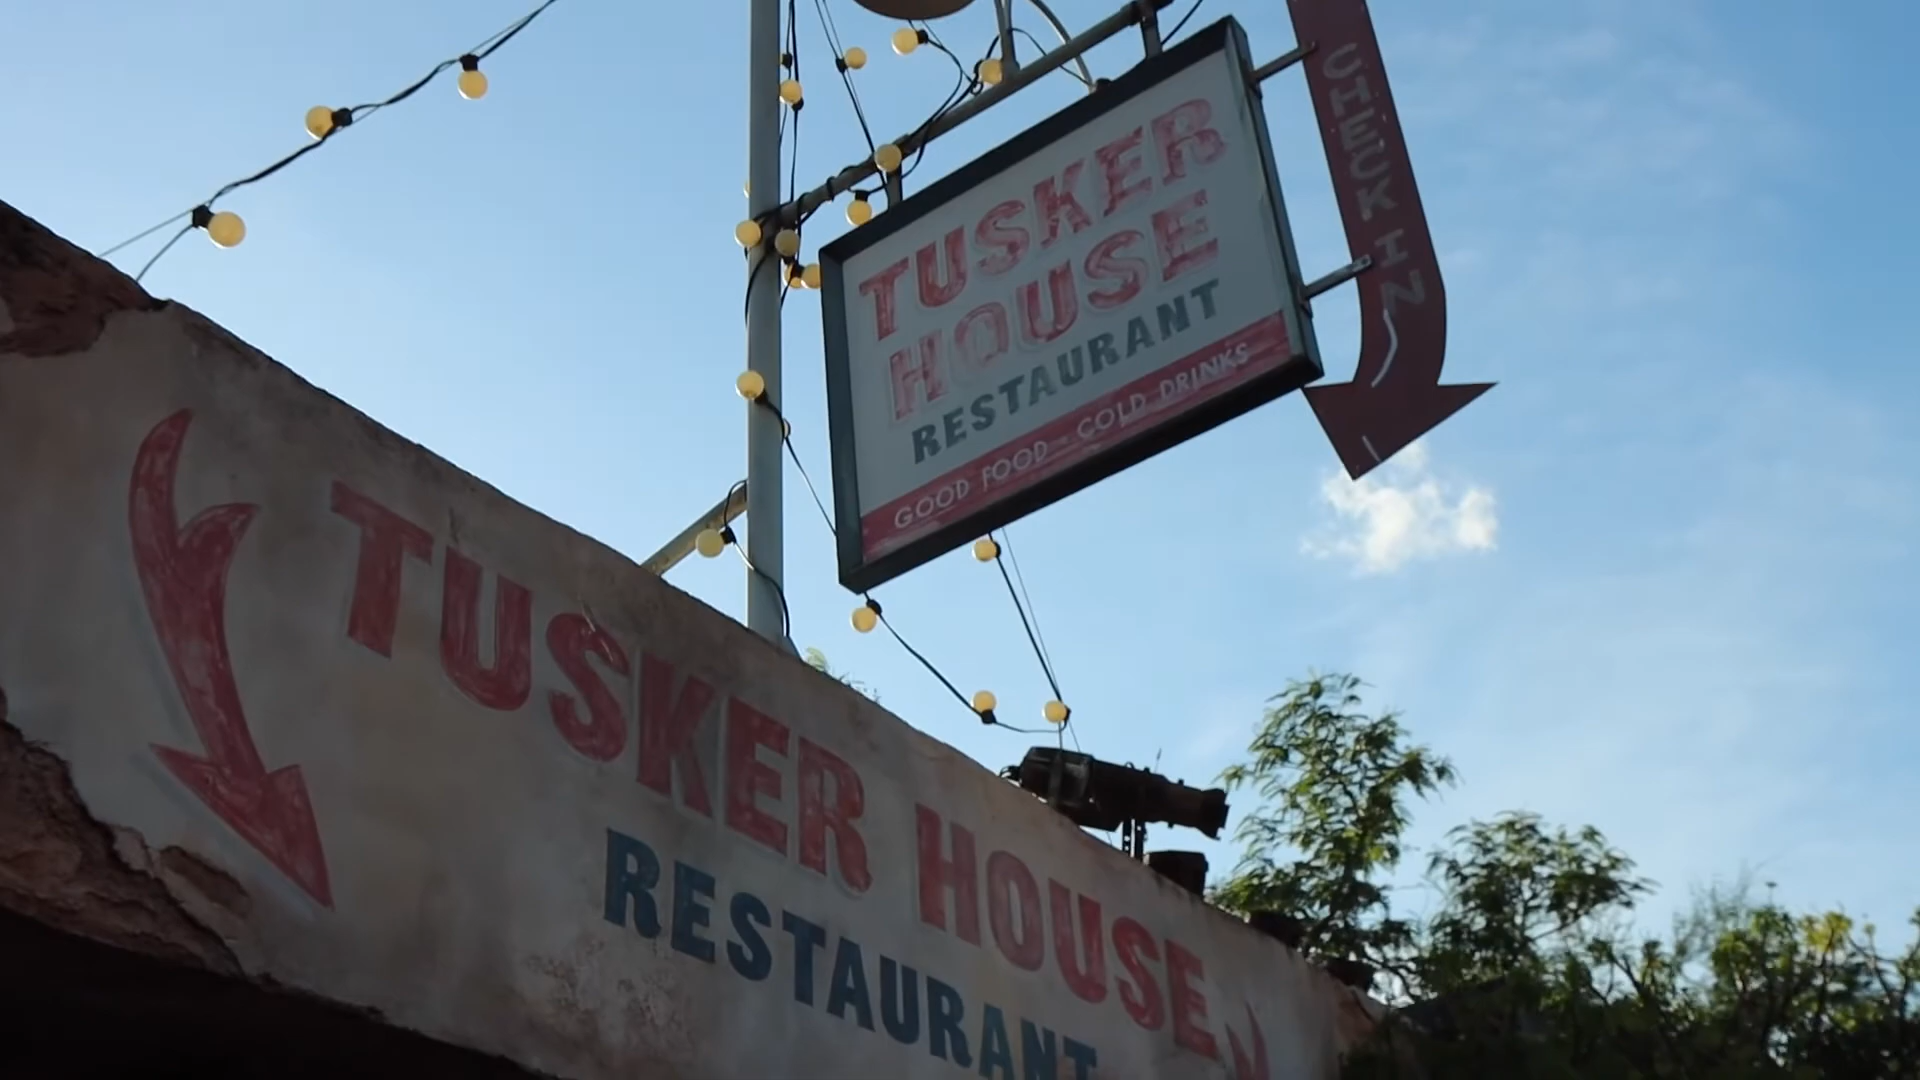 TUSKER
HOUSE
RESTAURANT
GOOD FOOD - COLD DRINKS
CHECK IN
TUSKER HOUSE
RESTAURANT